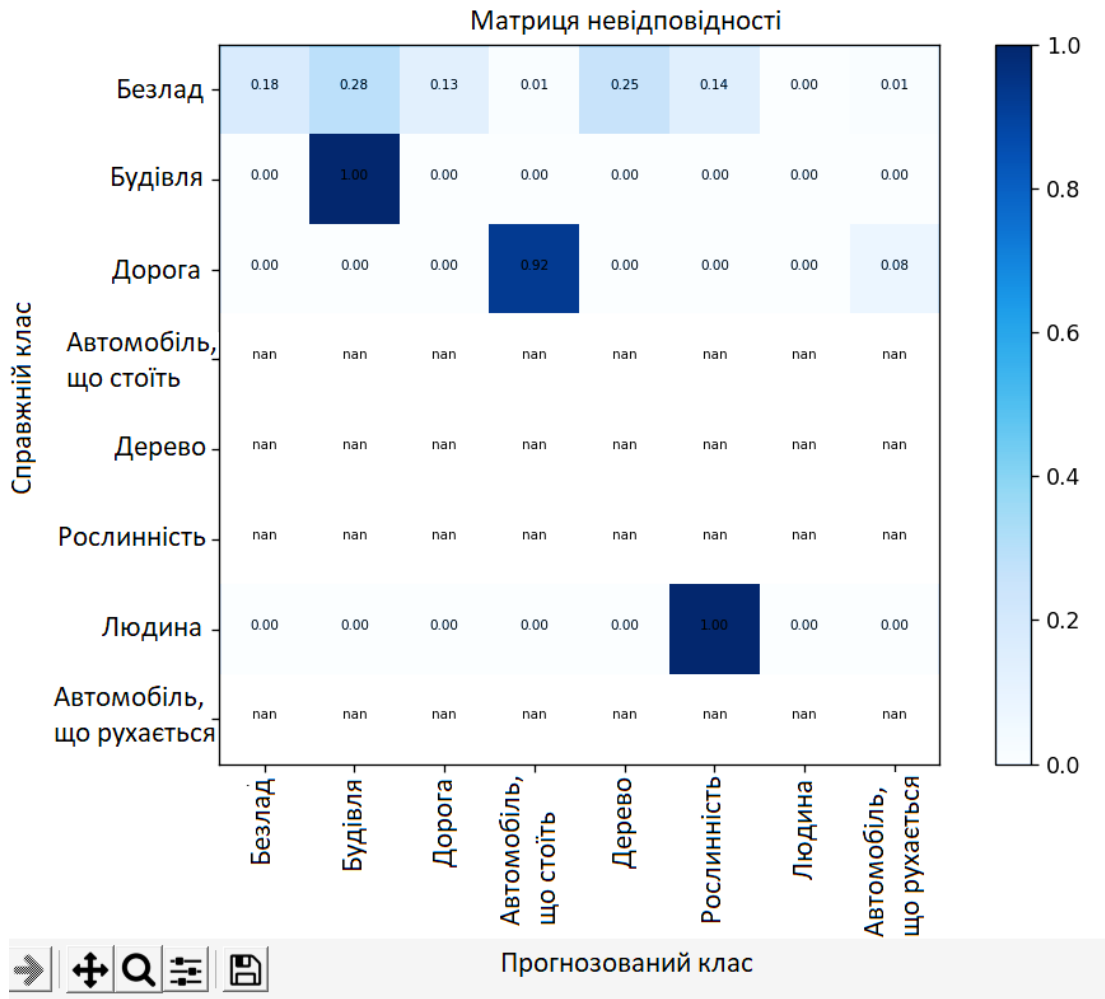 Матриця невідповідності
Безлад 0.18 0.28 0.13 0.01 0.25 0.14 0.00 0.01
Будівля 0.00 1.00 0.00 0.00 0.00 0.00 0.00 0.00
Дорога 0.00 0.00 0.00 0.92 0.00 0.00 0.00 0.08
Автомобіль,
що стоїть
nan nan nan nan nan nan nan nan
Дерево nan nan nan nan nan nan nan nan
Рослинність nan nan nan nan nan nan nan nan
Людина 0.00 0.00 0.00 0.00 0.00 1.00 0.00 0.00
Автомобіль,
що рухається
nan nan nan nan nan nan nan nan
Справжній клас
1.0
0.8
0.6
0.4
0.2
0.0
Безлад
Будівля
Дорога
Автомобіль,
що стоїть
Дерево
Рослинність
Людина
Автомобіль,
що рухається
Прогнозований клас